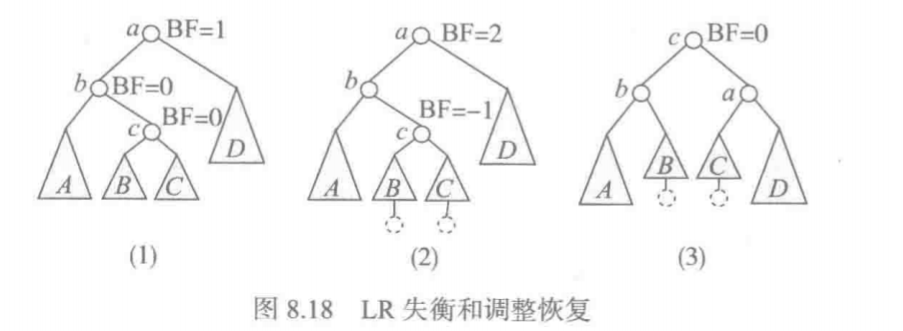 a BF=1
b BF=0
c BF=0
A B C D
(1)
a BF=2
b
BF=-1
c
A B C D
(2)
c BF=0
b a
A B C D
(3)
图 8.18 LR 失衡和调整恢复